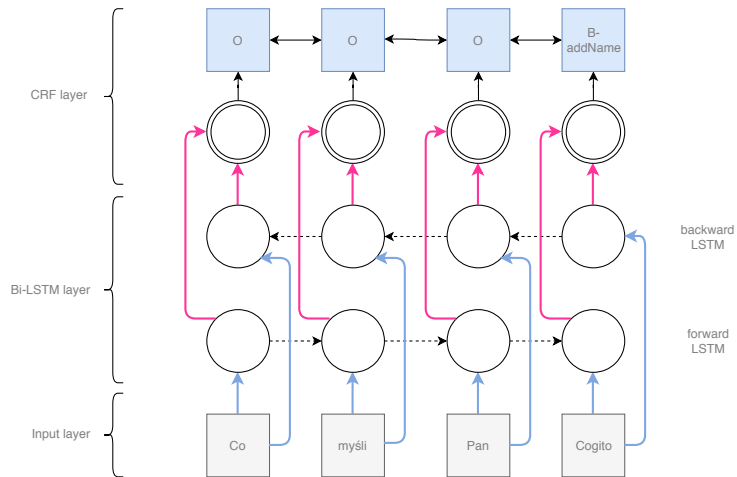 O
O
O
B-
addName
CRF layer
backward
LSTM
Bi-LSTM layer
forward
LSTM
Input layer
Co
myśli
Pan
Cogito